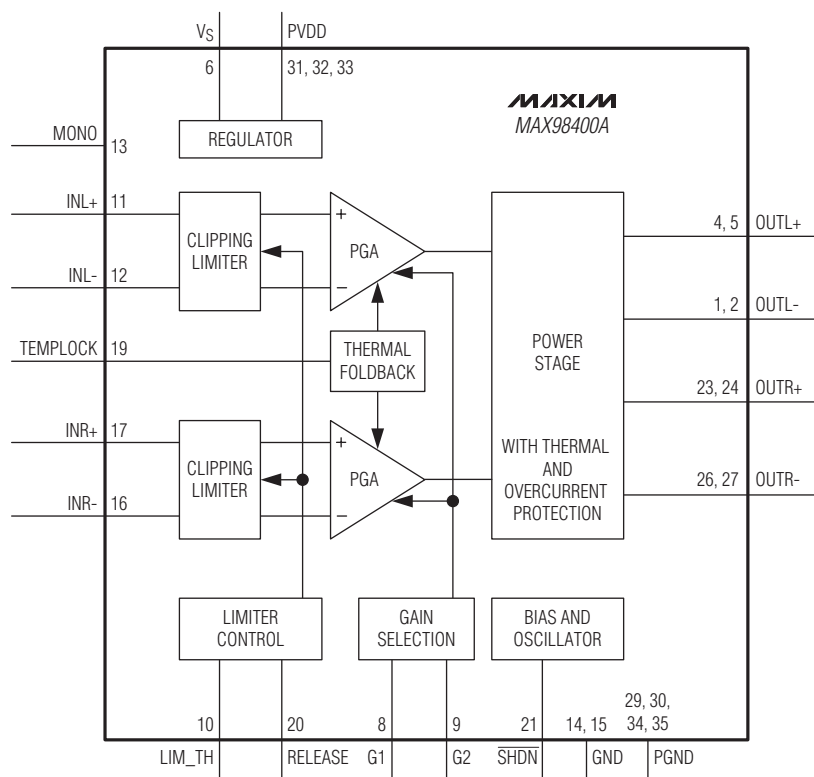 VS PVDD
6 31, 32, 33
MAXIM
MAX98400A
MONO 13
REGULATOR
INL+ 11
CLIPPING
LIMITER
+
PGA
−
INL- 12
4, 5 OUTL+
1, 2 OUTL-
TEMPLOCK 19
THERMAL
FOLDBACK
POWER
STAGE
WITH THERMAL
AND
OVERCURRENT
PROTECTION
23, 24 OUTR+
26, 27 OUTR-
INR+ 17
CLIPPING
LIMITER
+
PGA
−
INR- 16
LIMITER
CONTROL
GAIN
SELECTION
BIAS AND
OSCILLATOR
29, 30,
34, 35
10 20 8 9 21 14, 15
LIM_TH RELEASE G1 G2 SHDN GND PGND